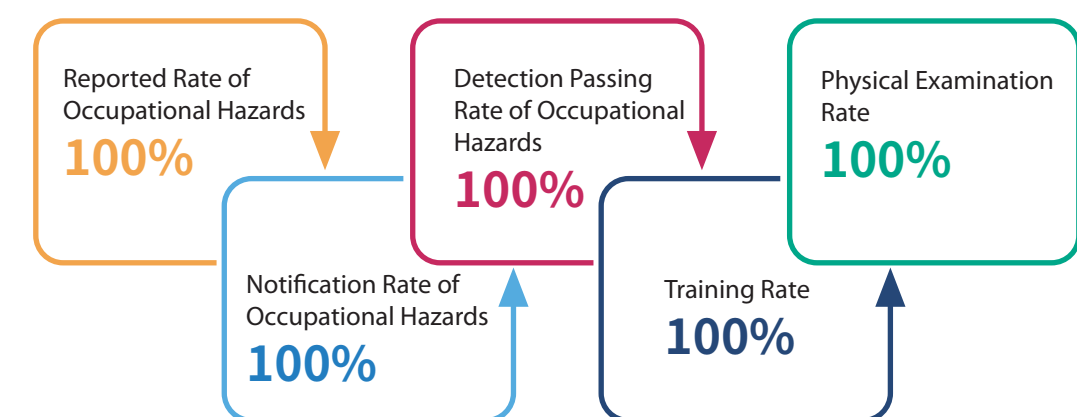 Reported Rate of
Occupational Hazards
100%
Notification Rate of
Occupational Hazards
100%
Detection Passing
Rate of Occupational
Hazards
100%
Training Rate
100%
Physical Examination
Rate
100%